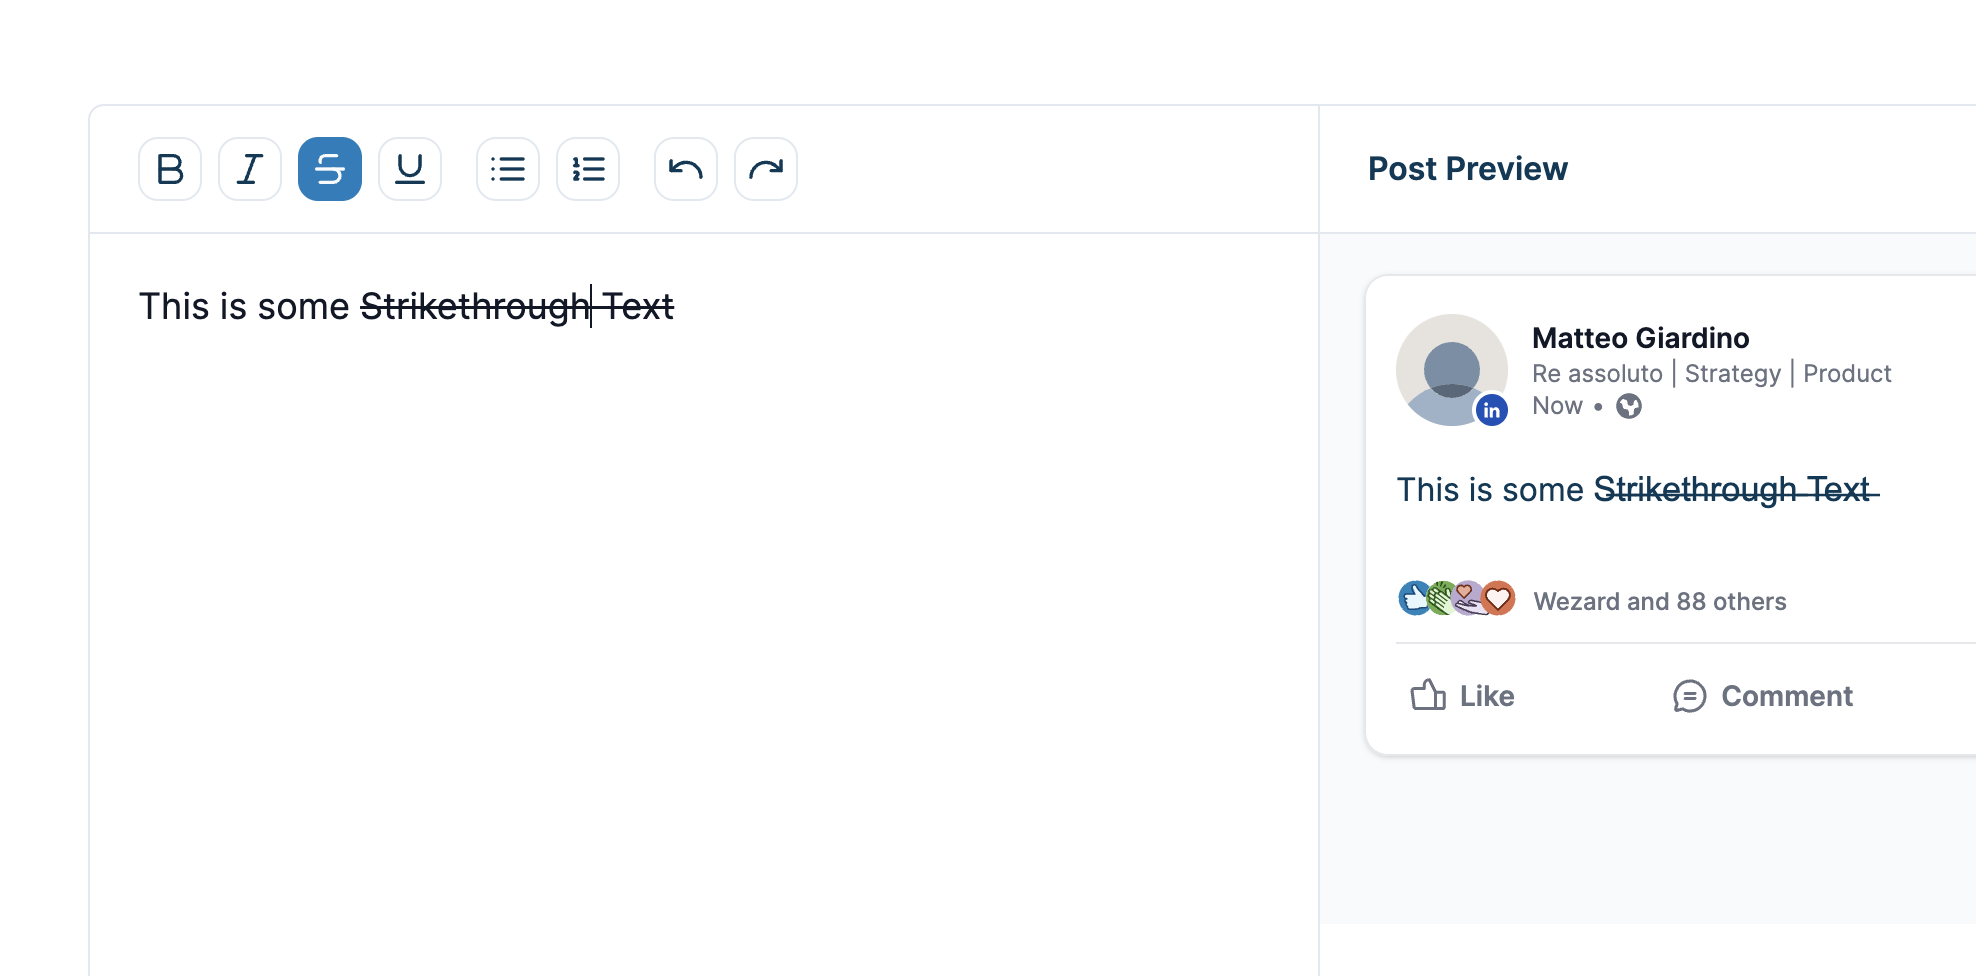 B I S U
Post Preview
This is some ~~Strikethrough Text~~
Matteo Giardino
Re assoluto | Strategy | Product
Now •
in
This is some ~~Strikethrough Text~~
Wezard and 88 others
Like Comment